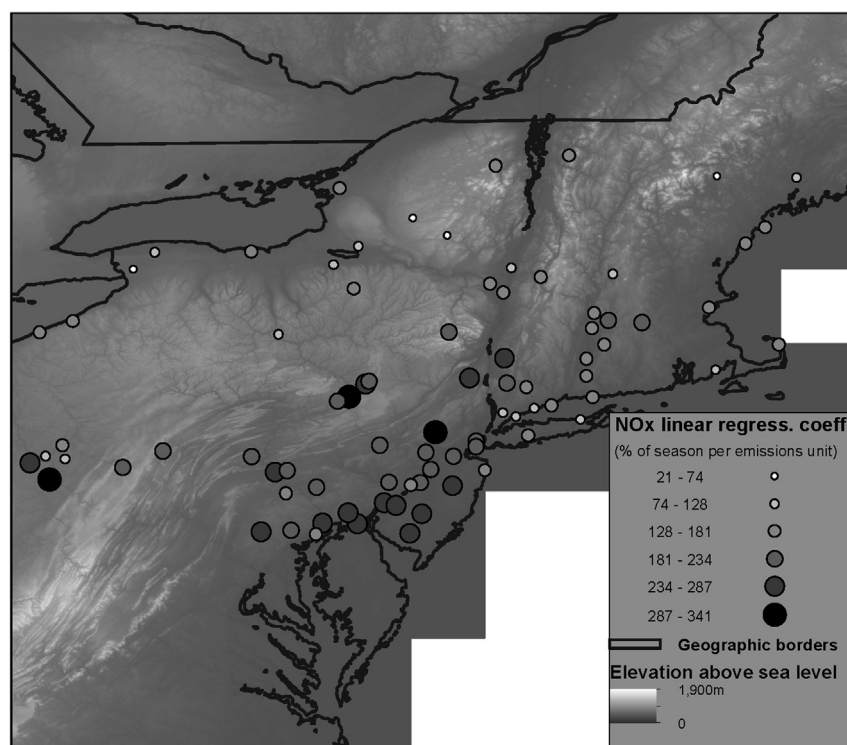 NOx linear regress. coeff
(% of season per emissions unit)
21 - 74
74 - 128
128 - 181
181 - 234
234 - 287
287 - 341
Geographic borders
Elevation above sea level
1,900m
0